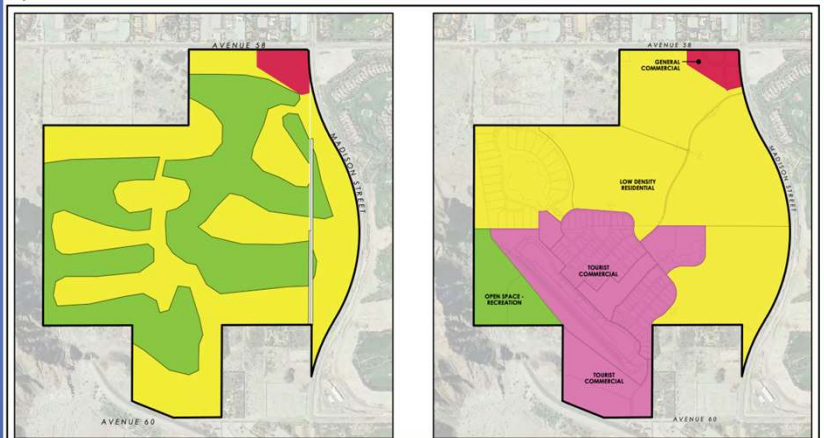 AVENUE 58
MADISON STREET
AVENUE 60
AVENUE 58
GENERAL
COMMERCIAL
MADISON STREET
LOW DENSITY
RESIDENTIAL
TOURIST
COMMERCIAL
OPEN SPACE -
RECREATION
TOURIST
COMMERCIAL
AVENUE 60